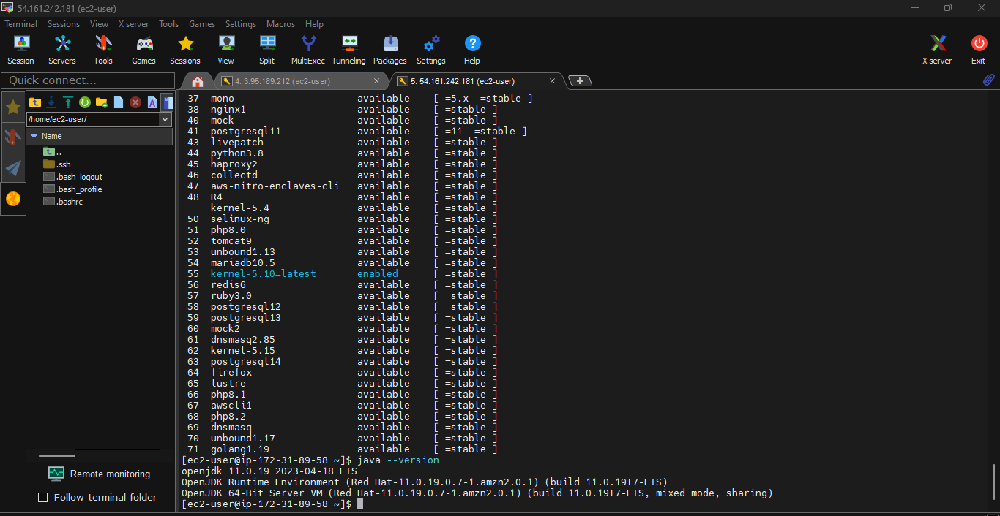 54.161.242.181 (ec2-user)
Terminal Sessions View X server Tools Games Settings Macros Help
Session Servers Tools Games Sessions View Split MultiExec Tunneling Packages Settings Help X server Exit
Quick connect...
4. 3.95.189.212 (ec2-user)
5. 54.161.242.181 (ec2-user)
/home/ec2-user/
Name
..
.ssh
.bash_logout
.bash_profile
.bashrc
Remote monitoring
Follow terminal folder
37 mono available [ =5.x =stable ]
38 nginx1 available [ =stable ]
40 mock available [ =stable ]
41 postgresql11 available [ =11 =stable ]
43 livepatch available [ =stable ]
44 python3.8 available [ =stable ]
45 haproxy2 available [ =stable ]
46 collectd available [ =stable ]
47 aws-nitro-enclaves-cli available [ =stable ]
48 R4 available [ =stable ]
_ kernel-5.4 available [ =stable ]
50 selinux-ng available [ =stable ]
51 php8.0 available [ =stable ]
52 tomcat9 available [ =stable ]
53 unbound1.13 available [ =stable ]
54 mariadb10.5 available [ =stable ]
55 kernel-5.10=latest enabled [ =stable ]
56 redis6 available [ =stable ]
57 ruby3.0 available [ =stable ]
58 postgresql12 available [ =stable ]
59 postgresql13 available [ =stable ]
60 mock2 available [ =stable ]
61 dnsmasq2.85 available [ =stable ]
62 kernel-5.15 available [ =stable ]
63 postgresql14 available [ =stable ]
64 firefox available [ =stable ]
65 lustre available [ =stable ]
66 php8.1 available [ =stable ]
67 awscli1 available [ =stable ]
68 php8.2 available [ =stable ]
69 dnsmasq available [ =stable ]
70 unbound1.17 available [ =stable ]
71 golang1.19 available [ =stable ]
[ec2-user@ip-172-31-89-58 ~]$ java --version
openjdk 11.0.19 2023-04-18 LTS
OpenJDK Runtime Environment (Red_Hat-11.0.19.0.7-1.amzn2.0.1) (build 11.0.19+7-LTS)
OpenJDK 64-Bit Server VM (Red_Hat-11.0.19.0.7-1.amzn2.0.1) (build 11.0.19+7-LTS, mixed mode, sharing)
[ec2-user@ip-172-31-89-58 ~]$